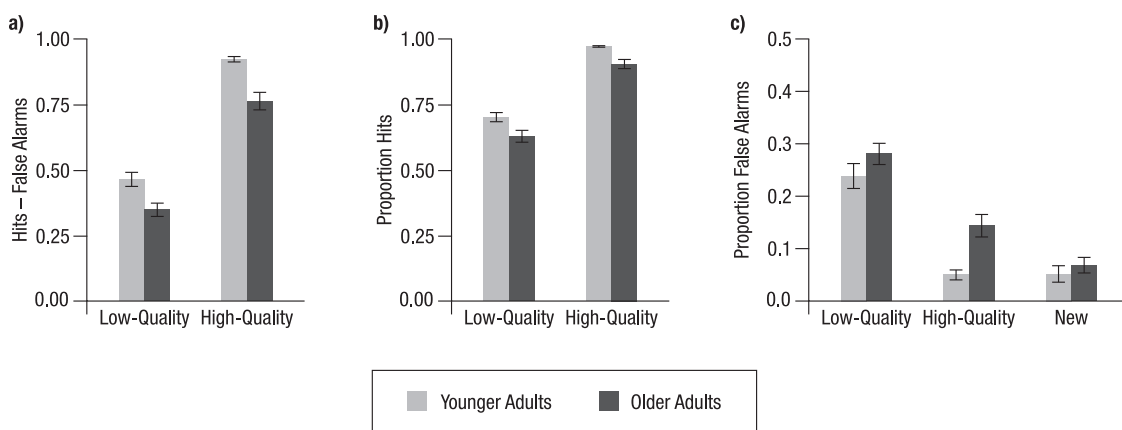 a)
Hits – False Alarms
1.00
0.75
0.50
0.25
0.00
Low-Quality High-Quality
b)
Proportion Hits
1.00
0.75
0.50
0.25
0.00
Low-Quality High-Quality
c)
Proportion False Alarms
0.5
0.4
0.3
0.2
0.1
0.0
Low-Quality High-Quality New
Younger Adults Older Adults